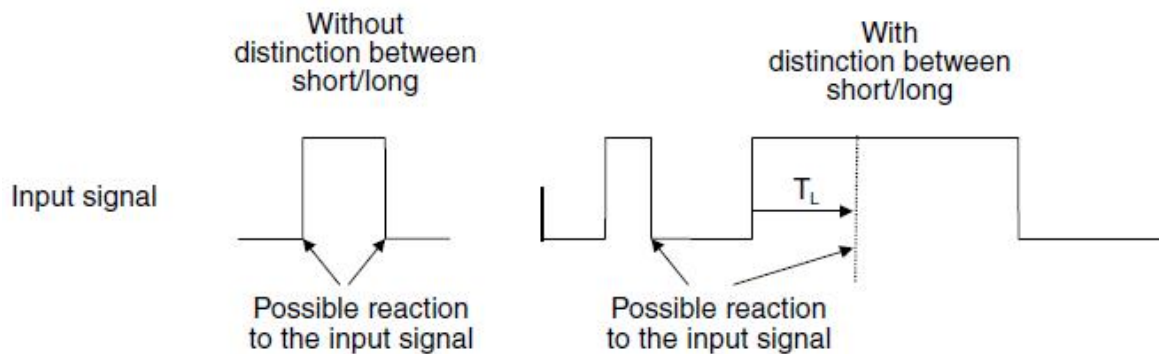 Without
distinction between
short/long
With
distinction between
short/long
Input signal
T_L
Possible reaction
to the input signal
Possible reaction
to the input signal